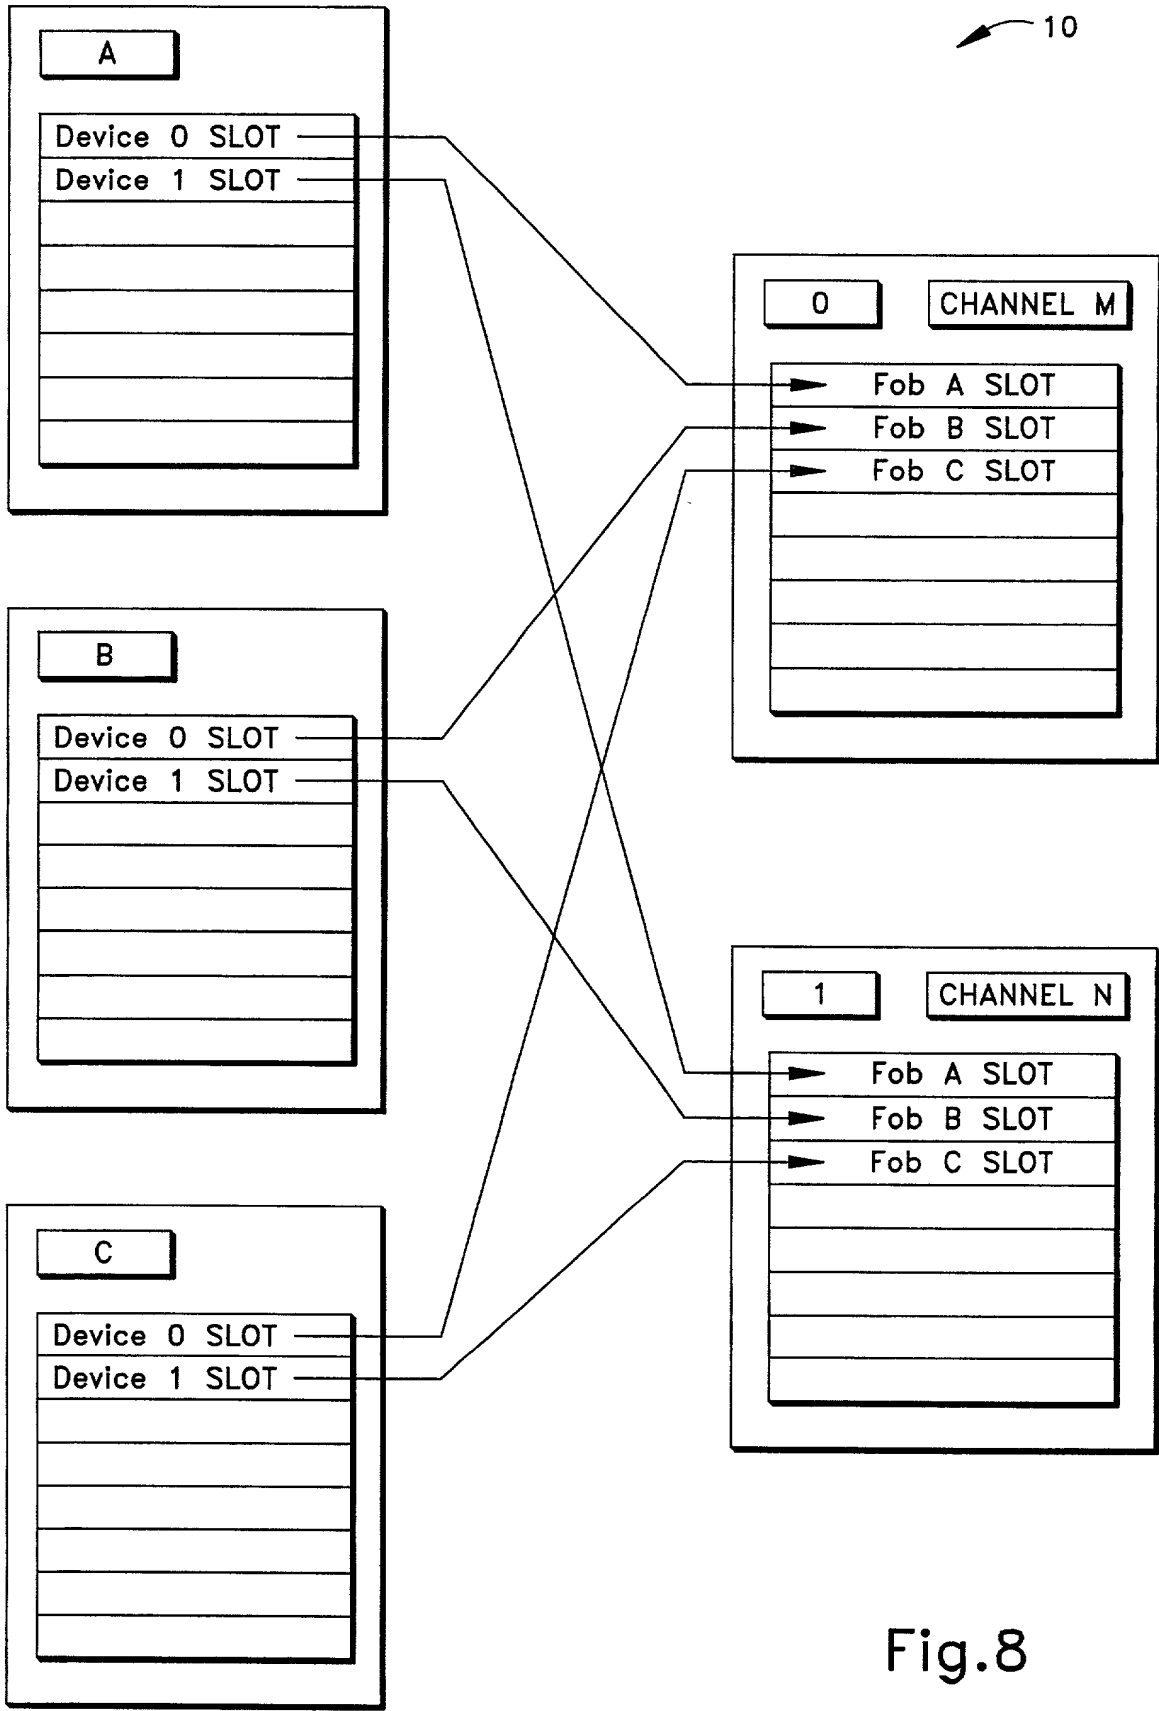 10
A
Device 0 SLOT
Device 1 SLOT
0
CHANNEL M
Fob A SLOT
Fob B SLOT
Fob C SLOT
B
Device 0 SLOT
Device 1 SLOT
1
CHANNEL N
Fob A SLOT
Fob B SLOT
Fob C SLOT
C
Device 0 SLOT
Device 1 SLOT
Fig.8